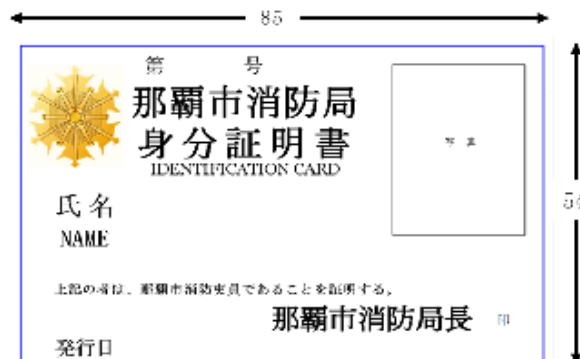 85
第 号
那覇市消防局
身分証明書
IDENTIFICATION CARD
写 真
氏 名
NAME
54
上記の者は、那覇市消防吏員であることを証明する。
那覇市消防局長 印
発行日